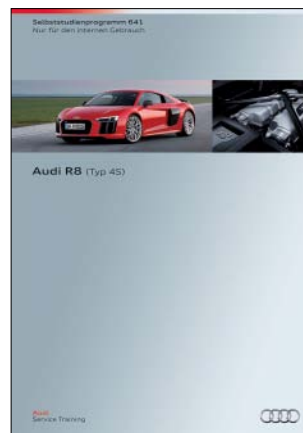 Selbststudienprogramm 641
Nur für den internen Gebrauch
Audi R8 (Typ 4S)
Audi
Service Training